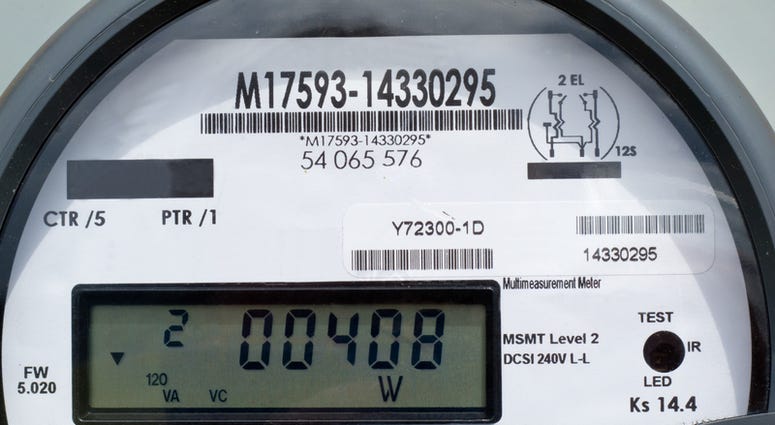 M17593-14330295
*M17593-14330295*
54 065 576
2 EL
12S
CTR /5 PTR /1
Y72300-1D
14330295
Multimeasurement Meter
2 00408
120
VA VC W
MSMT Level 2
DCSI 240V L-L
FW
5.020
TEST
IR
LED
Ks 14.4